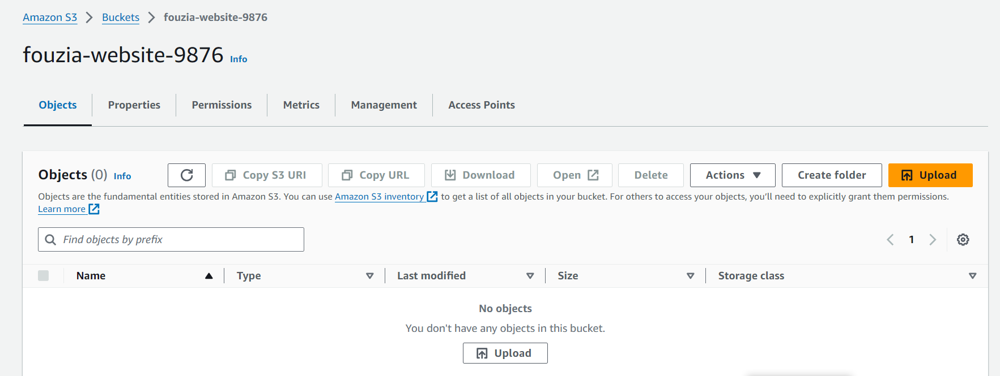 Amazon S3 Buckets fouzia-website-9876
fouzia-website-9876 Info
Objects Properties Permissions Metrics Management Access Points
Objects (0) Info Copy S3 URI Copy URL Download Open Delete Actions Create folder Upload
Objects are the fundamental entities stored in Amazon S3. You can use Amazon S3 inventory to get a list of all objects in your bucket. For others to access your objects, you’ll need to explicitly grant them permissions.
Learn more
Find objects by prefix 1
Name Type Last modified Size Storage class
No objects
You don't have any objects in this bucket.
Upload